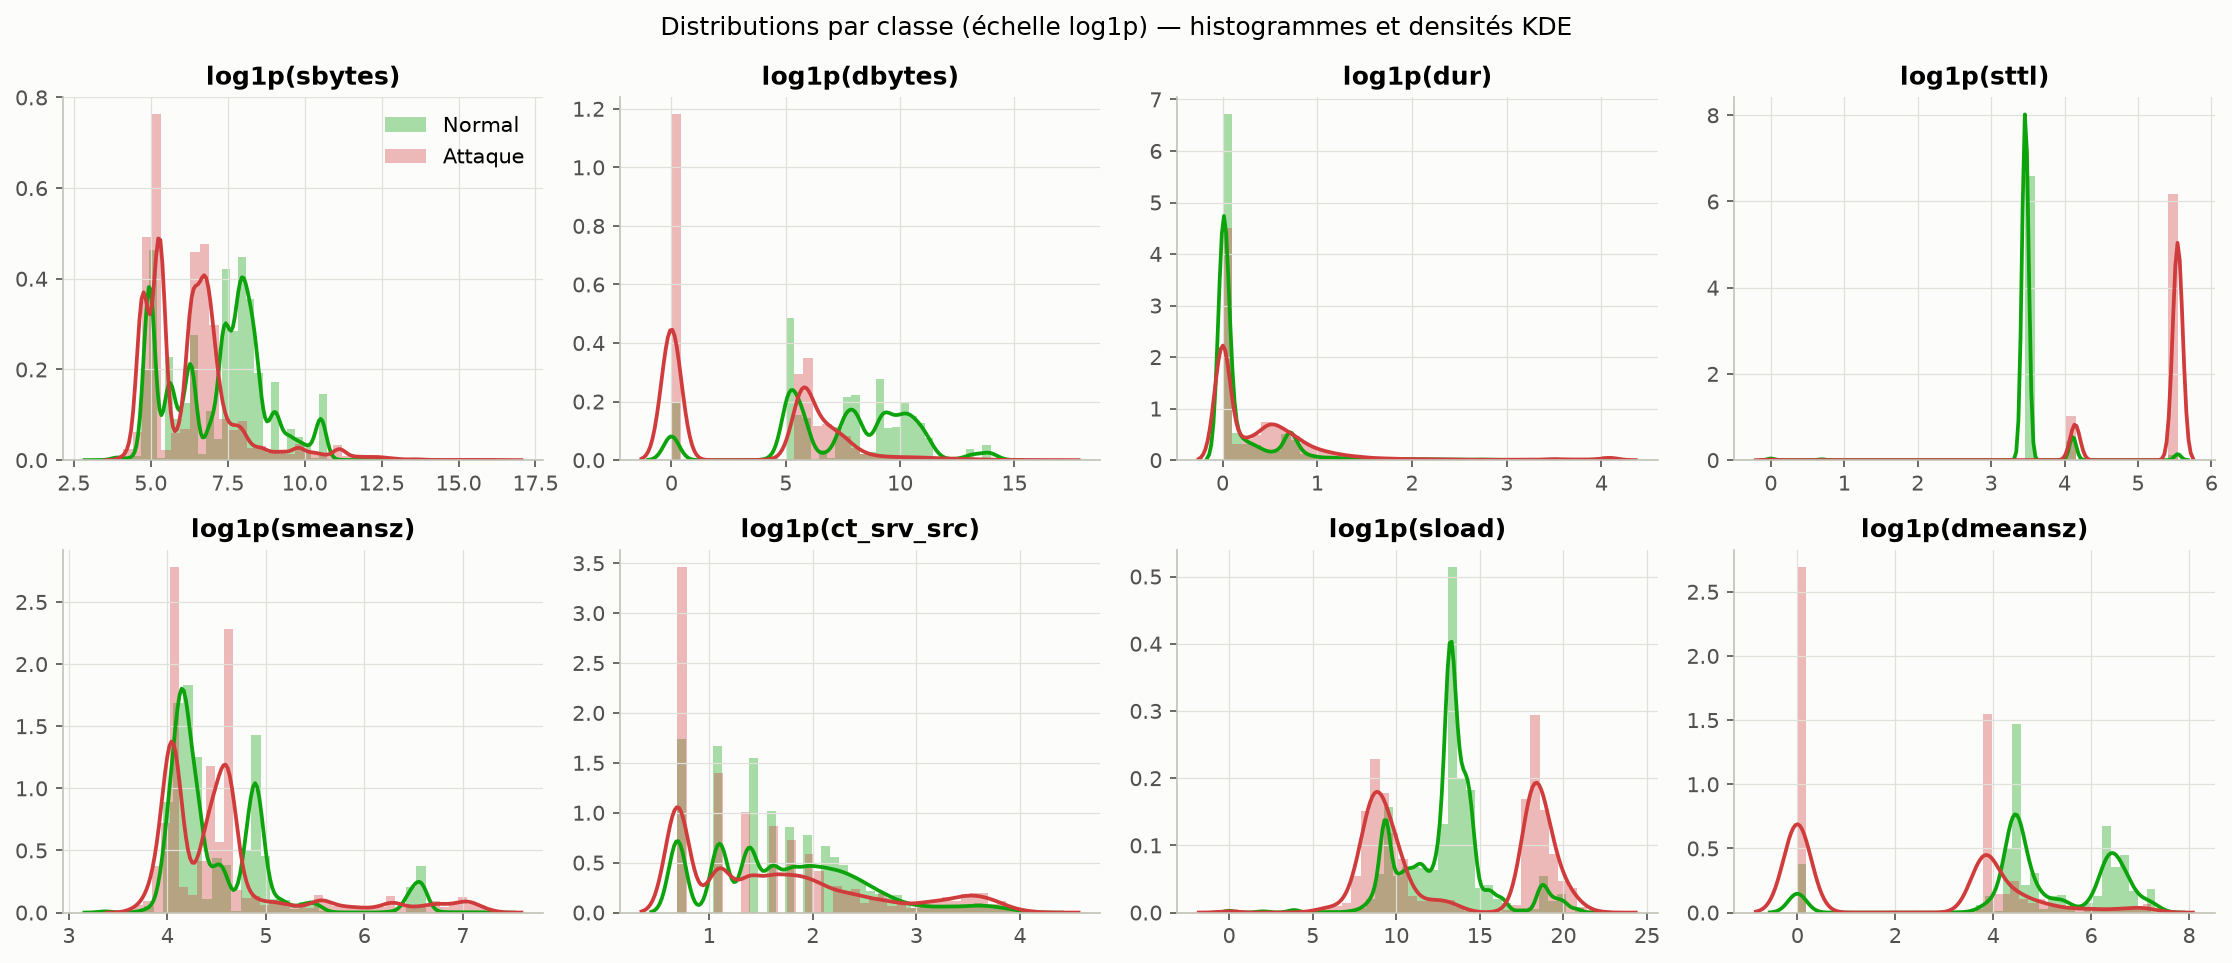 Distributions par classe (échelle log1p) — histogrammes et densités KDE
log1p(sbytes)
0.8
0.6
0.4
0.2
0.0
2.5 5.0 7.5 10.0 12.5 15.0 17.5
Normal
Attaque
log1p(dbytes)
1.2
1.0
0.8
0.6
0.4
0.2
0.0
0 5 10 15
log1p(dur)
7
6
5
4
3
2
1
0
0 1 2 3 4
log1p(sttl)
8
6
4
2
0
0 1 2 3 4 5 6
log1p(smeansz)
2.5
2.0
1.5
1.0
0.5
0.0
3 4 5 6 7
log1p(ct_srv_src)
3.5
3.0
2.5
2.0
1.5
1.0
0.5
0.0
1 2 3 4
log1p(sload)
0.5
0.4
0.3
0.2
0.1
0.0
0 5 10 15 20 25
log1p(dmeansz)
2.5
2.0
1.5
1.0
0.5
0.0
0 2 4 6 8